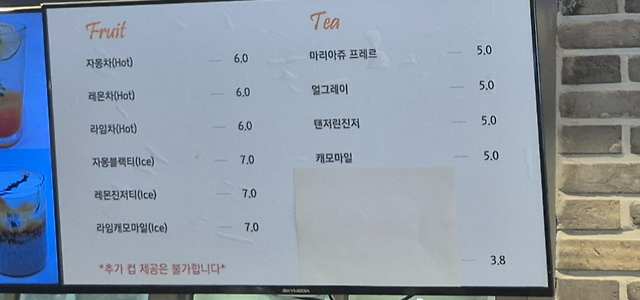 Fruit
자몽차(Hot) — 6.0
레몬차(Hot) — 6.0
라임차(Hot) — 6.0
자몽블랙티(Ice) — 7.0
레몬진저티(Ice) — 7.0
라임캐모마일(Ice) — 7.0
*추가 컵 제공은 불가합니다*
Tea
마리아쥬 프레르 — 5.0
얼그레이 — 5.0
탠저린진저 — 5.0
캐모마일 — 5.0
— 3.8
SKYMEDIA